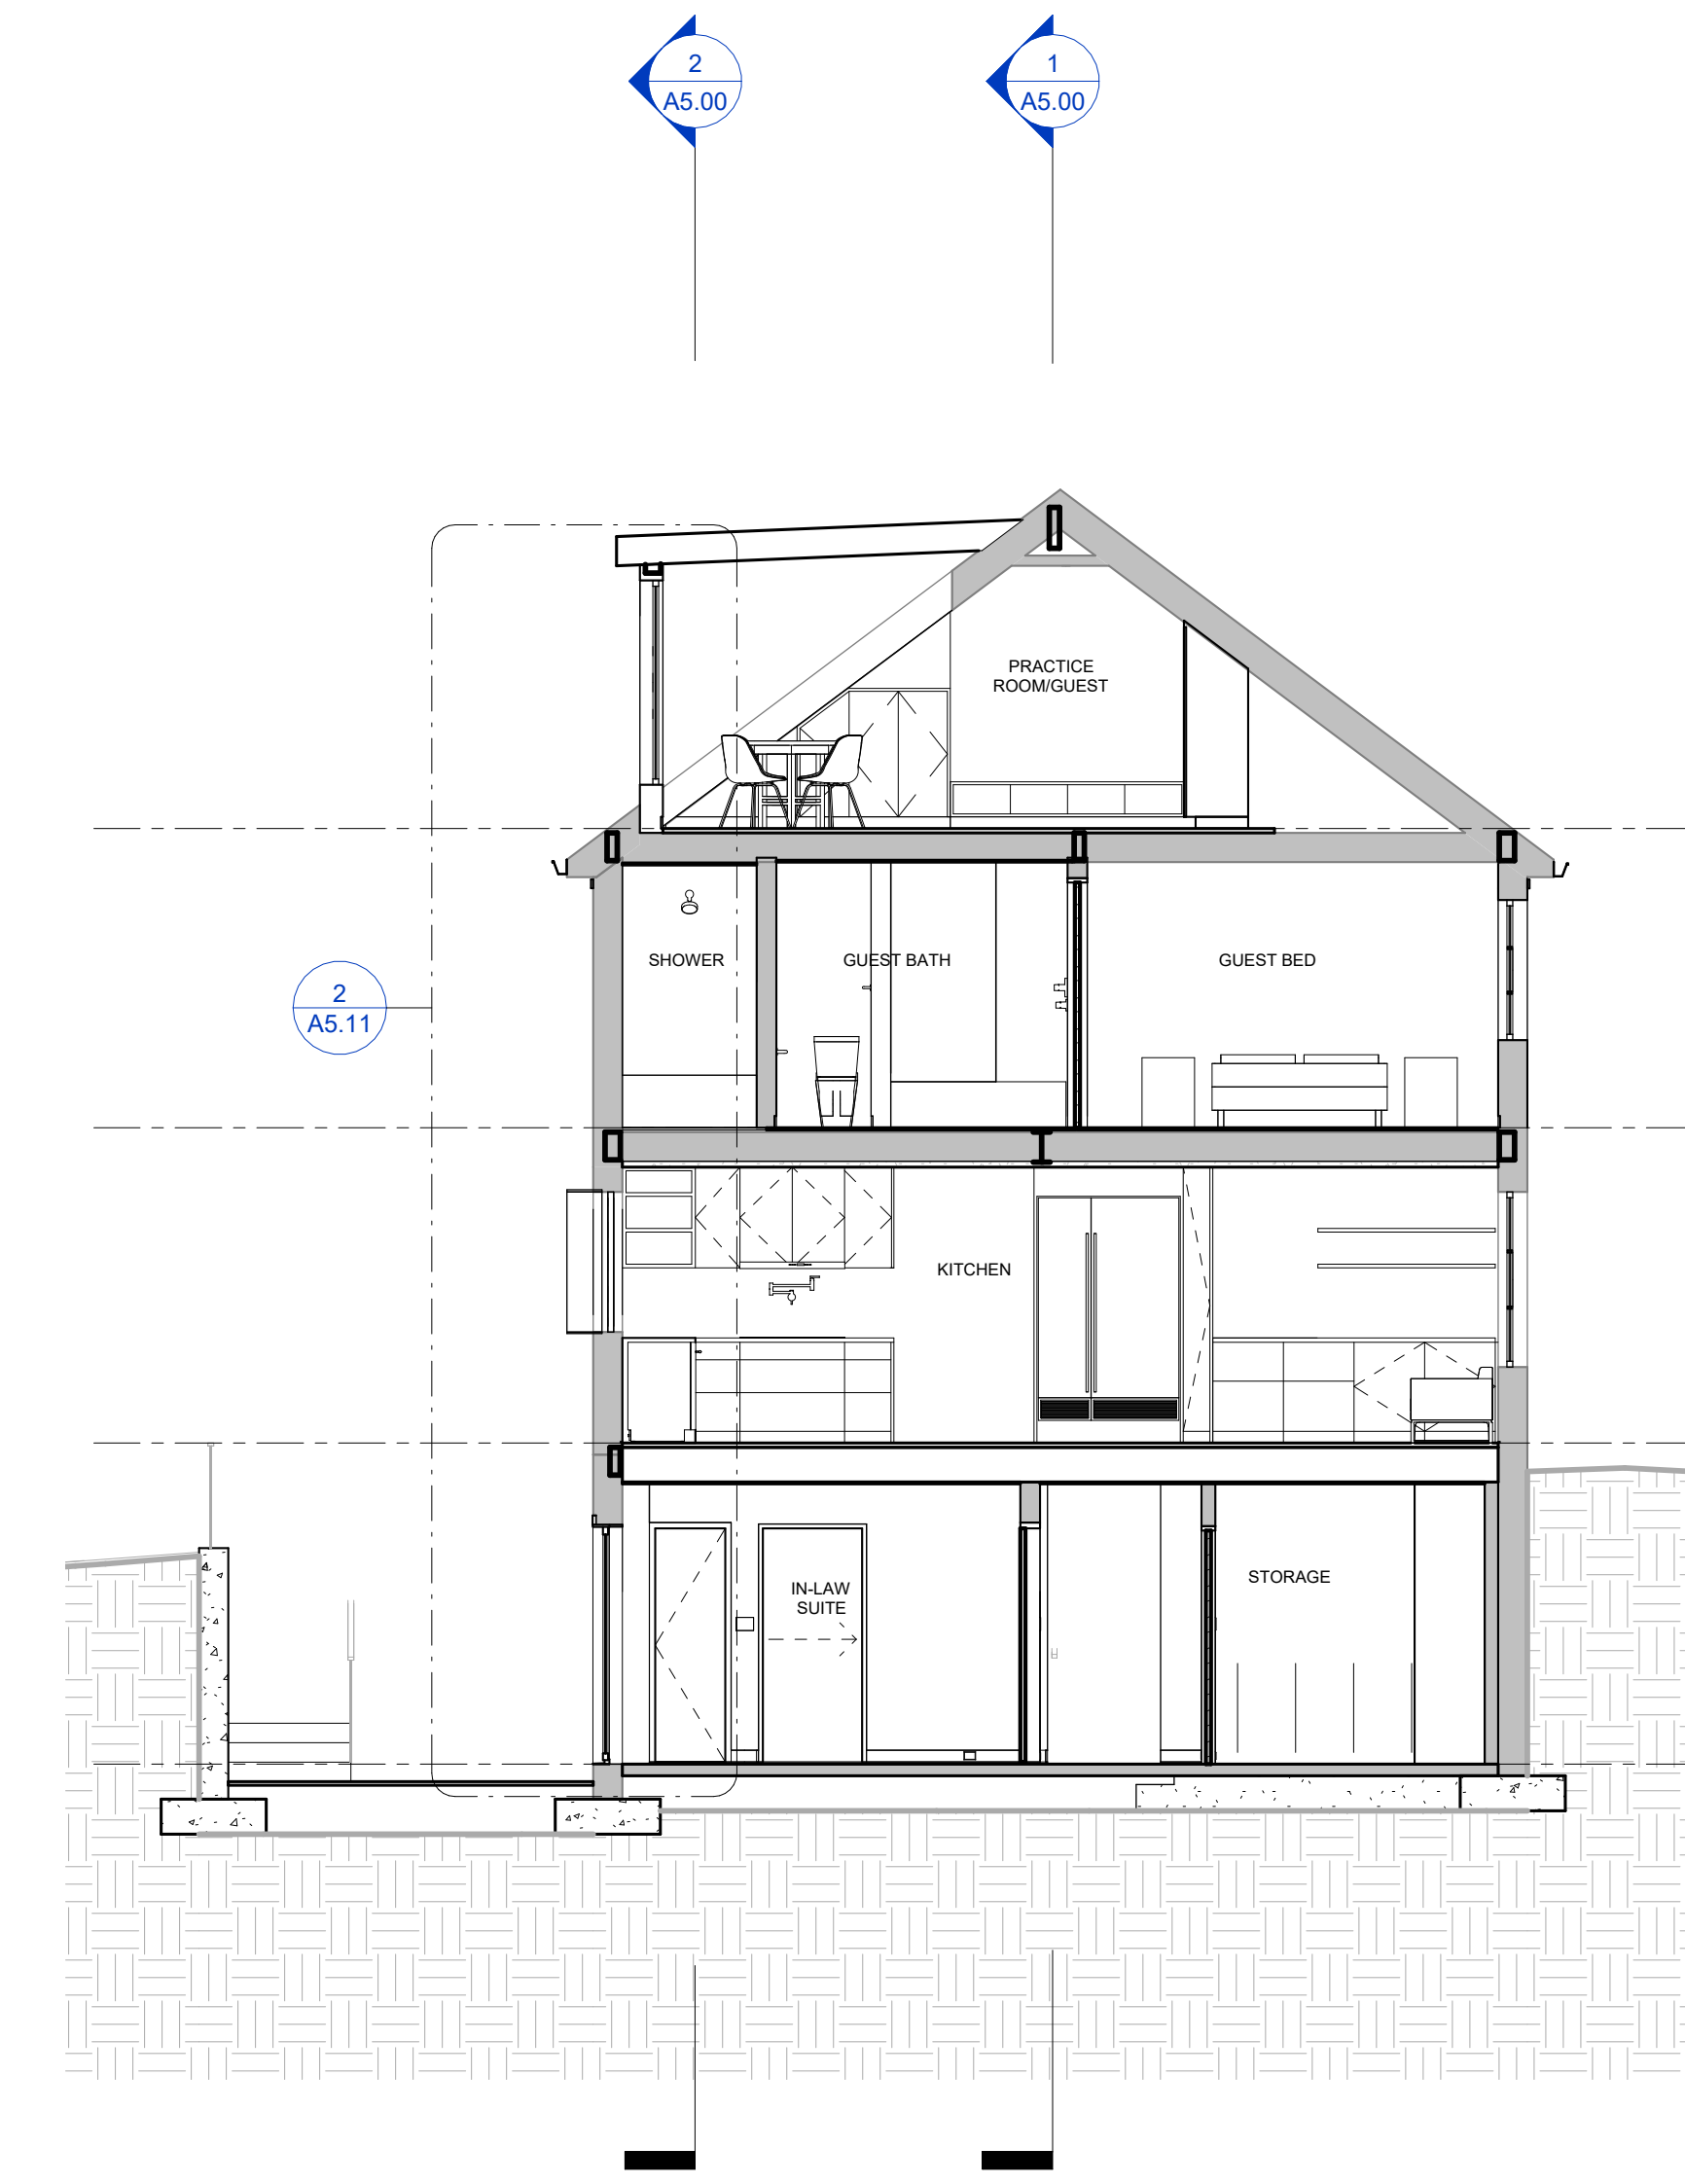 2
A5.00
1
A5.00
PRACTICE
ROOM/GUEST
SHOWER
GUEST BATH
GUEST BED
2
A5.11
KITCHEN
IN-LAW
SUITE
STORAGE